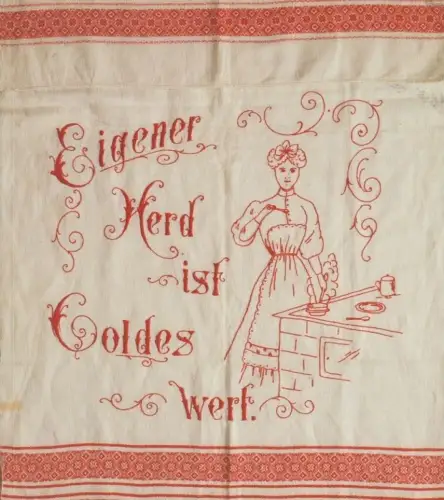 Eigener
Herd
ist
Goldes
wert.